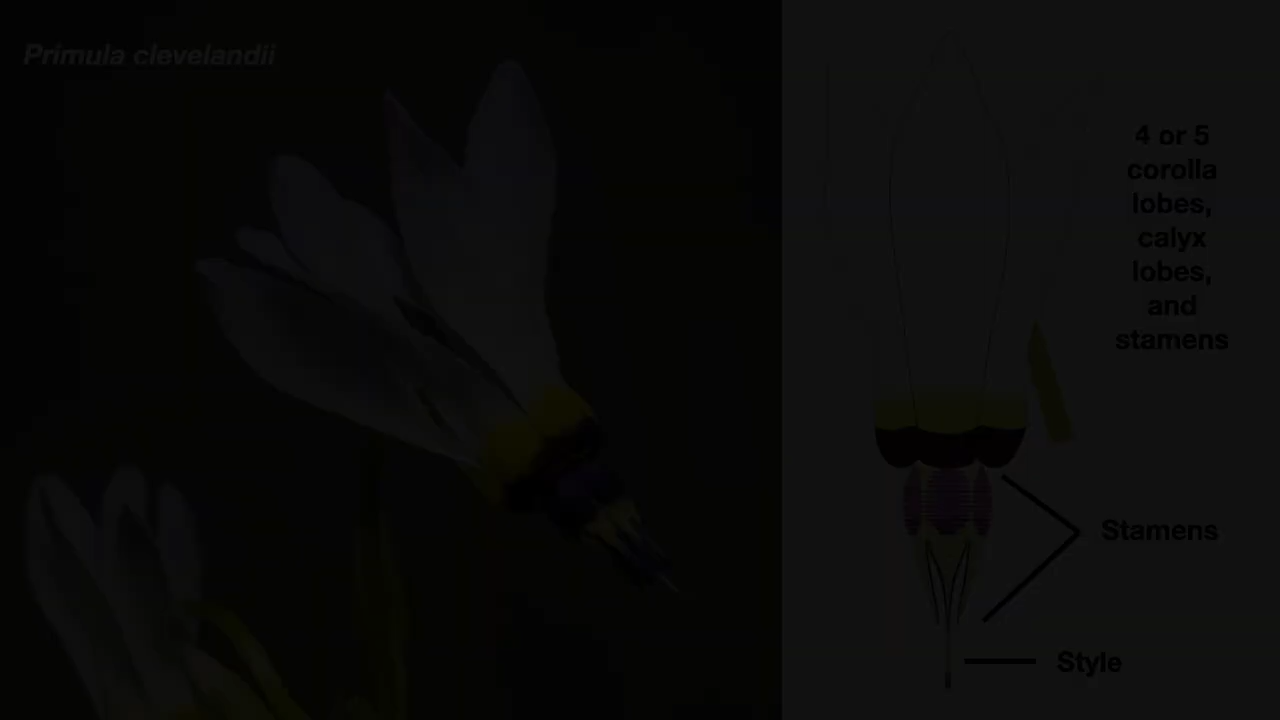 Primula clevelandii
4 or 5
corolla
lobes,
calyx
lobes,
and
stamens
Stamens
Style